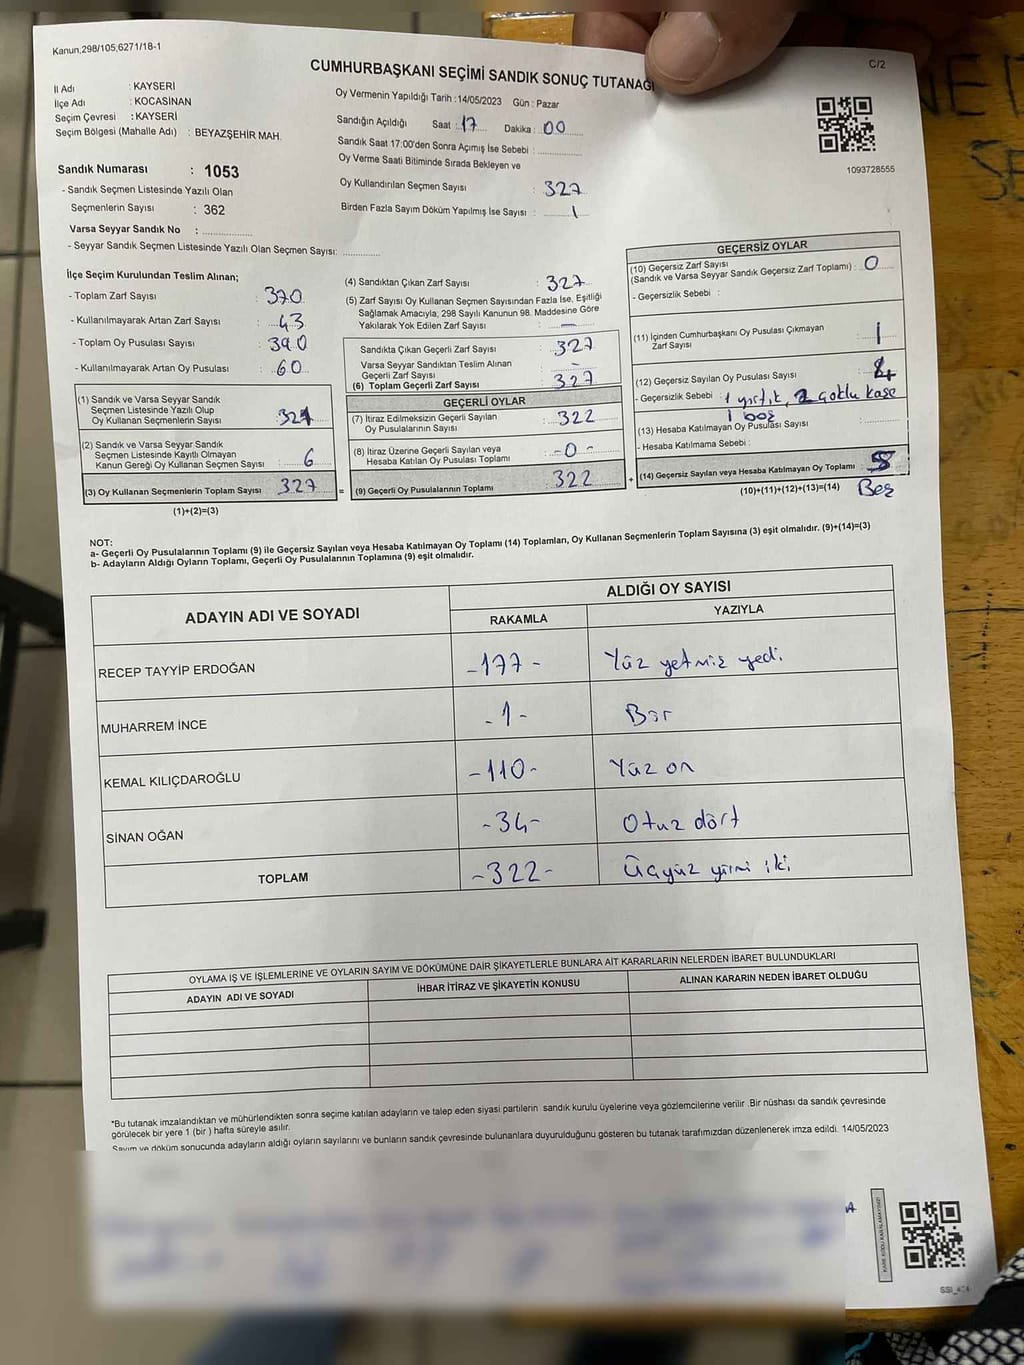 Kanun,298/105,6271/18-1
C/2
CUMHURBAŞKANI SEÇİMİ SANDIK SONUÇ TUTANAĞI
İl Adı : KAYSERİ
İlçe Adı : KOCASİNAN
Seçim Çevresi : KAYSERİ
Seçim Bölgesi (Mahalle Adı) : BEYAZŞEHİR MAH.
Sandık Numarası : 1053
- Sandık Seçmen Listesinde Yazılı Olan
Seçmenlerin Sayısı : 362
Varsa Seyyar Sandık No : ................
- Seyyar Sandık Seçmen Listesinde Yazılı Olan Seçmen Sayısı: ............
Oy Vermenin Yapıldığı Tarih :14/05/2023 Gün : Pazar
Sandığın Açıldığı Saat : 17 Dakika : 00
Sandık Saat 17:00'den Sonra Açımış İse Sebebi : ..............
Oy Verme Saati Bitiminde Sırada Bekleyen ve
Oy Kullandırılan Seçmen Sayısı : 327
Birden Fazla Sayım Döküm Yapılmış İse Sayısı : 1
1093728555
İlçe Seçim Kurulundan Teslim Alınan;
- Toplam Zarf Sayısı : 370
- Kullanılmayarak Artan Zarf Sayısı : 43
- Toplam Oy Pusulası Sayısı : 390
- Kullanılmayarak Artan Oy Pusulası : 60
(1) Sandık ve Varsa Seyyar Sandık
Seçmen Listesinde Yazılı Olup
Oy Kullanan Seçmenlerin Sayısı : 321
(2) Sandık ve Varsa Seyyar Sandık
Seçmen Listesinde Kayıtlı Olmayan
Kanun Gereği Oy Kullanan Seçmen Sayısı : 6
(3) Oy Kullanan Seçmenlerin Toplam Sayısı : 327
(1)+(2)=(3)
(4) Sandıktan Çıkan Zarf Sayısı : 327
(5) Zarf Sayısı Oy Kullanan Seçmen Sayısından Fazla İse, Eşitliği
Sağlamak Amacıyla, 298 Sayılı Kanunun 98. Maddesine Göre
Yakılarak Yok Edilen Zarf Sayısı : —
Sandıkta Çıkan Geçerli Zarf Sayısı : 327
Varsa Seyyar Sandıktan Teslim Alınan
Geçerli Zarf Sayısı : -
(6) Toplam Geçerli Zarf Sayısı : 327
GEÇERLİ OYLAR
(7) İtiraz Edilmeksizin Geçerli Sayılan
Oy Pusulalarının Sayısı : 322
(8) İtiraz Üzerine Geçerli Sayılan veya
Hesaba Katılan Oy Pusulası Toplamı : -0-
= (9) Geçerli Oy Pusulalarının Toplamı : 322
GEÇERSİZ OYLAR
(10) Geçersiz Zarf Sayısı
(Sandık ve Varsa Seyyar Sandık Geçersiz Zarf Toplamı) : 0
- Geçersizlik Sebebi :
(11) İçinden Cumhurbaşkanı Oy Pusulası Çıkmayan
Zarf Sayısı : 1
(12) Geçersiz Sayılan Oy Pusulası Sayısı : 4
- Geçersizlik Sebebi : 1 yırtık, 2 çoklu kaşe
1 boş
(13) Hesaba Katılmayan Oy Pusulası Sayısı : ............
- Hesaba Katılmama Sebebi :
+ (14) Geçersiz Sayılan veya Hesaba Katılmayan Oy Toplamı : 5
(10)+(11)+(12)+(13)=(14) Beş
NOT:
a- Geçerli Oy Pusulalarının Toplamı (9) ile Geçersiz Sayılan veya Hesaba Katılmayan Oy Toplamı (14) Toplamları, Oy Kullanan Seçmenlerin Toplam Sayısına (3) eşit olmalıdır. (9)+(14)=(3)
b- Adayların Aldığı Oyların Toplamı, Geçerli Oy Pusulalarının Toplamına (9) eşit olmalıdır.
ADAYIN ADI VE SOYADI ALDIĞI OY SAYISI
RAKAMLA YAZIYLA
RECEP TAYYİP ERDOĞAN -177- Yüz yetmiş yedi
MUHARREM İNCE -1- Bir
KEMAL KILIÇDAROĞLU -110- Yüz on
SİNAN OĞAN -34- Otuz dört
TOPLAM -322- Üçyüz yirmi iki
OYLAMA İŞ VE İŞLEMLERİNE VE OYLARIN SAYIM VE DÖKÜMÜNE DAİR ŞİKAYETLERLE BUNLARA AİT KARARLARIN NELERDEN İBARET BULUNDUKLARI
ADAYIN ADI VE SOYADI İHBAR İTİRAZ VE ŞİKAYETİN KONUSU ALINAN KARARIN NEDEN İBARET OLDUĞU
*Bu tutanak imzalandıktan ve mühürlendikten sonra seçime katılan adayların ve talep eden siyasi partilerin sandık kurulu üyelerine veya gözlemcilerine verilir .Bir nüshası da sandık çevresinde
görülecek bir yere 1 (bir ) hafta süreyle asılır.
Sayım ve döküm sonucunda adayların aldığı oyların sayılarını ve bunların sandık çevresinde bulunanlara duyurulduğunu gösteren bu tutanak tarafımızdan düzenlenerek imza edildi. 14/05/2023